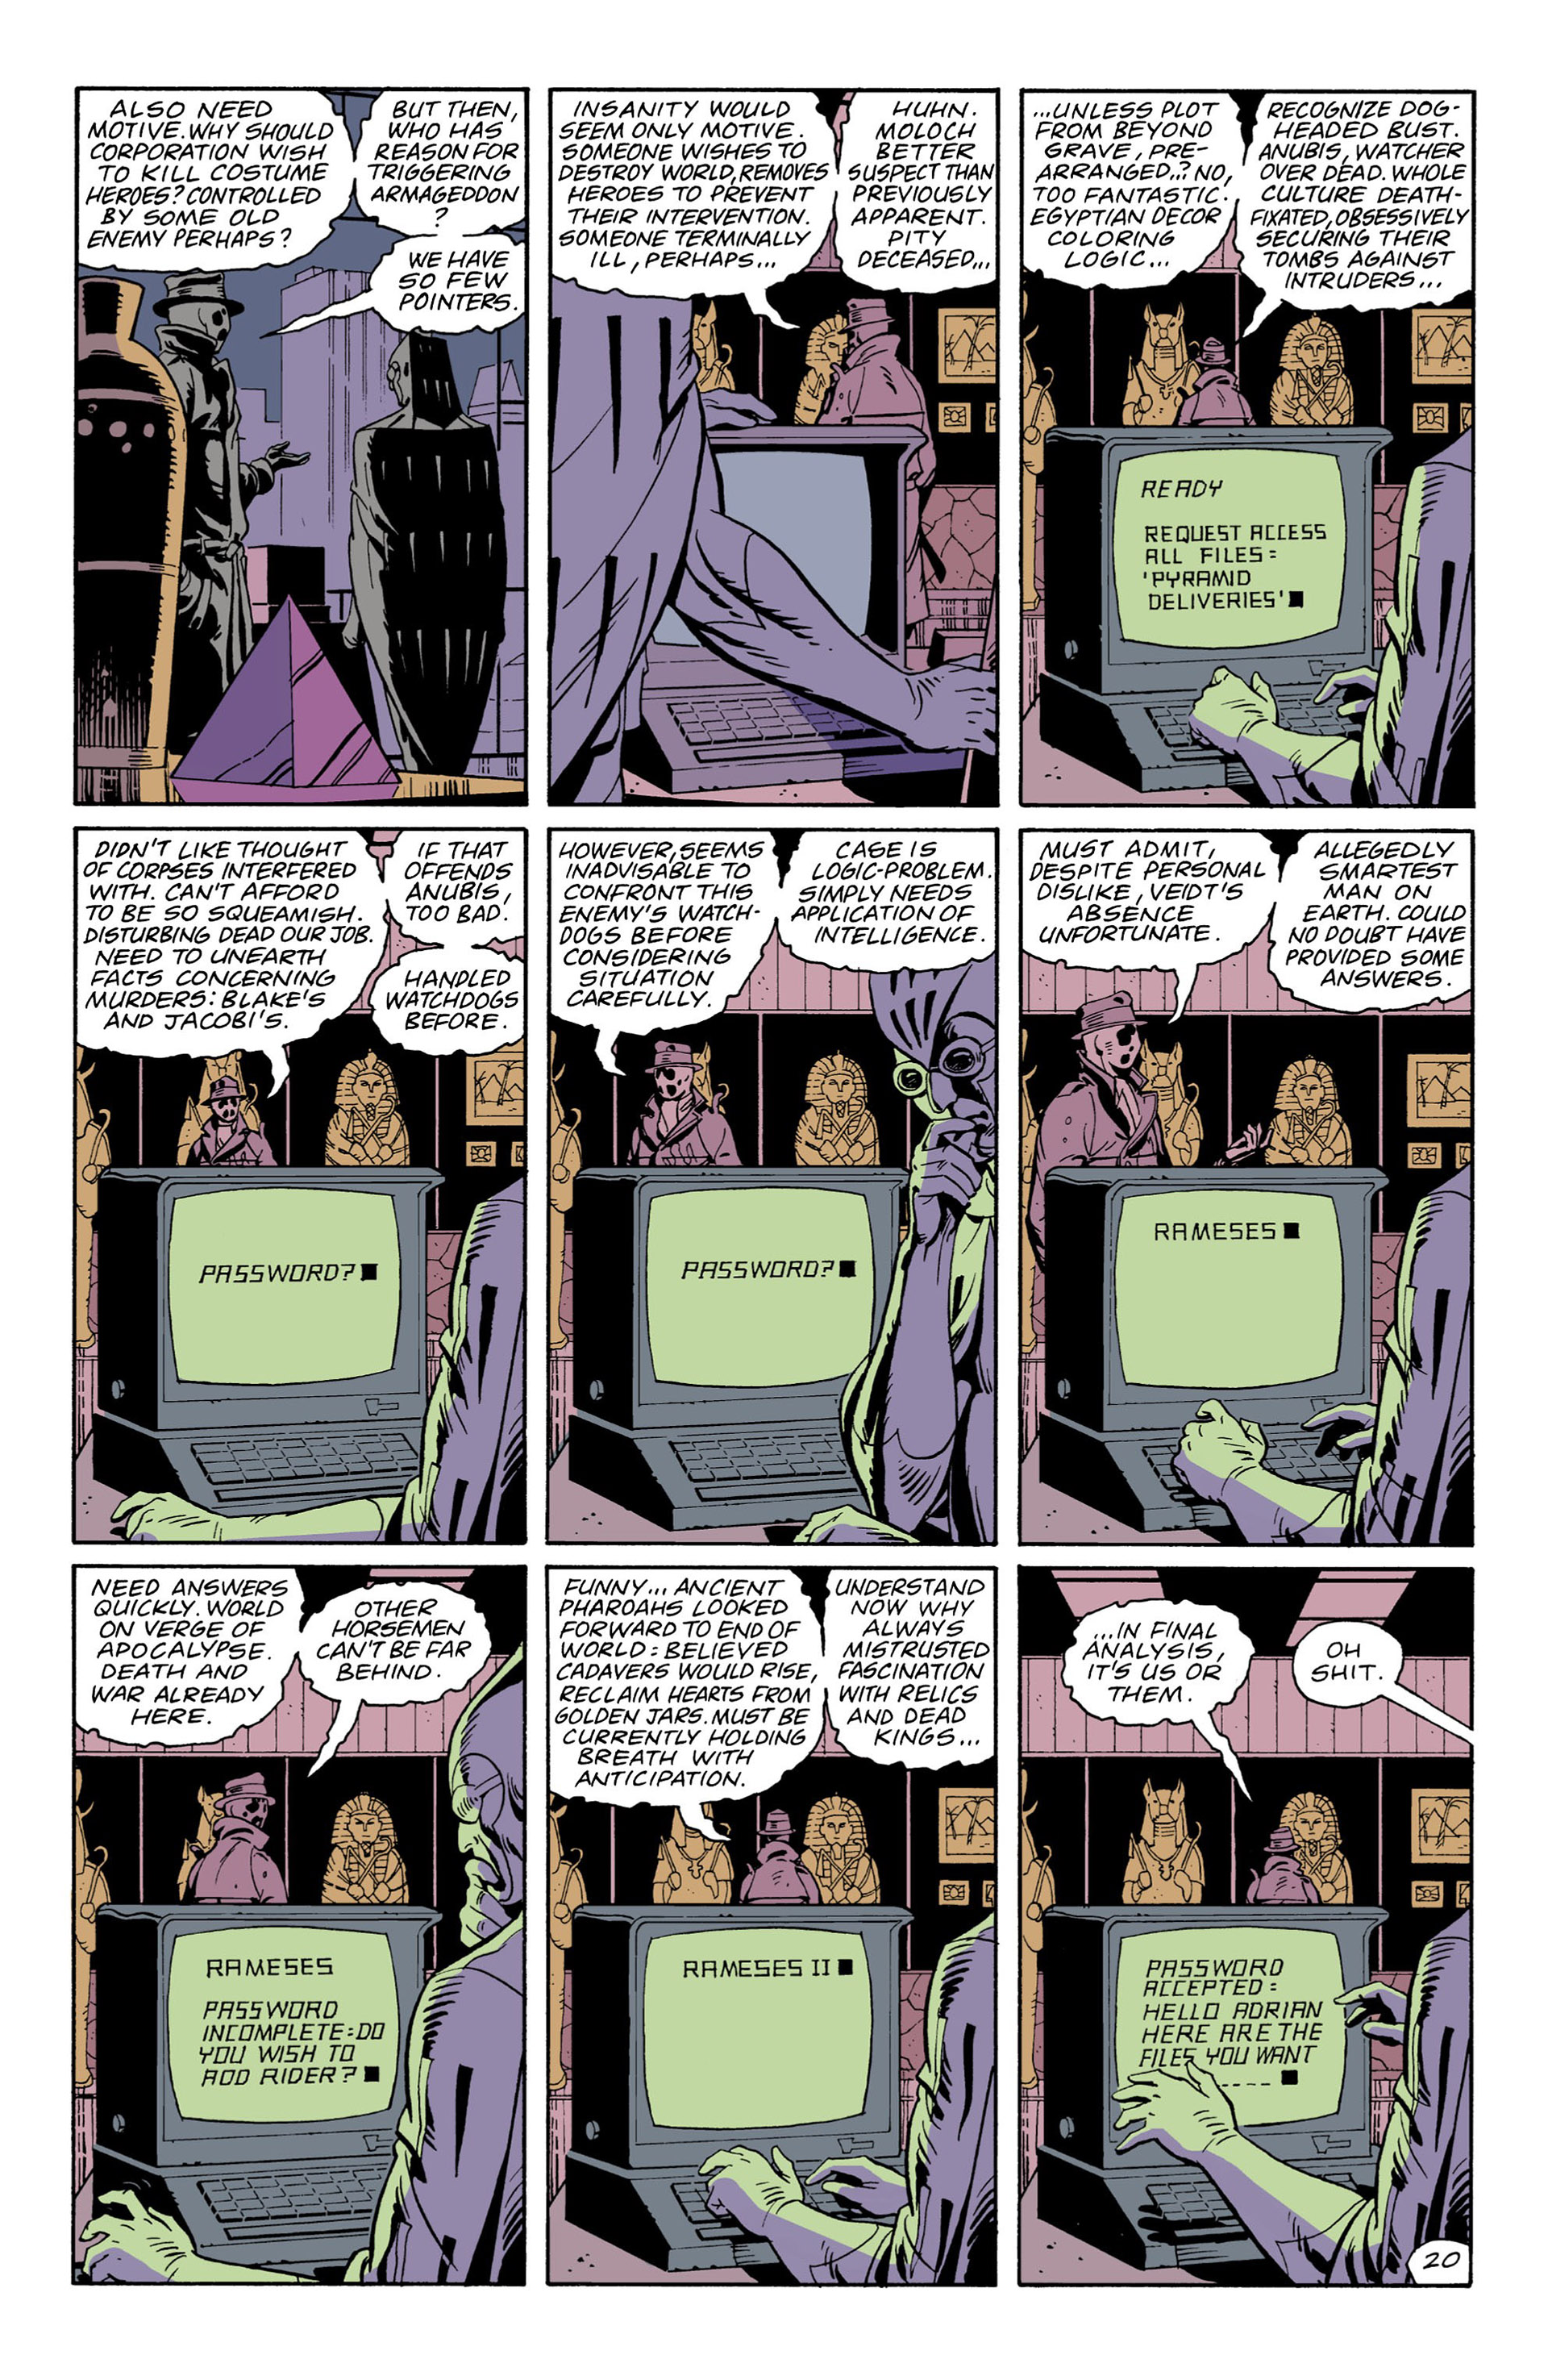 ALSO NEED
MOTIVE. WHY SHOULD
CORPORATION WISH
TO KILL COSTUME
HEROES? CONTROLLED
BY SOME OLD
ENEMY PERHAPS?
BUT THEN,
WHO HAS
REASON FOR
TRIGGERING
ARMAGEDDON
?
WE HAVE
SO FEW
POINTERS.
INSANITY WOULD
SEEM ONLY MOTIVE.
SOMEONE WISHES TO
DESTROY WORLD, REMOVES
HEROES TO PREVENT
THEIR INTERVENTION.
SOMEONE TERMINALLY
ILL, PERHAPS...
HUHN.
MOLOCH
BETTER
SUSPECT THAN
PREVIOUSLY
APPARENT.
PITY
DECEASED...
...UNLESS PLOT
FROM BEYOND
GRAVE, PRE-
ARRANGED..? NO,
TOO FANTASTIC.
EGYPTIAN DECOR
COLORING
LOGIC...
RECOGNIZE DOG-
HEADED BUST.
ANUBIS, WATCHER
OVER DEAD. WHOLE
CULTURE DEATH-
FIXATED, OBSESSIVELY
SECURING THEIR
TOMBS AGAINST
INTRUDERS...
READY
REQUEST ACCESS
ALL FILES:
'PYRAMID
DELIVERIES'
DIDN'T LIKE THOUGHT
OF CORPSES INTERFERED
WITH. CAN'T AFFORD
TO BE SO SQUEAMISH.
DISTURBING DEAD OUR JOB.
NEED TO UNEARTH
FACTS CONCERNING
MURDERS: BLAKE'S
AND JACOBI'S.
IF THAT
OFFENDS
ANUBIS,
TOO BAD.
HANDLED
WATCHDOGS
BEFORE.
PASSWORD?
HOWEVER, SEEMS
INADVISABLE TO
CONFRONT THIS
ENEMY'S WATCH-
DOGS BEFORE
CONSIDERING
SITUATION
CAREFULLY.
CASE IS
LOGIC-PROBLEM.
SIMPLY NEEDS
APPLICATION OF
INTELLIGENCE.
PASSWORD?
MUST ADMIT,
DESPITE PERSONAL
DISLIKE, VEIDT'S
ABSENCE
UNFORTUNATE.
ALLEGEDLY
SMARTEST
MAN ON
EARTH. COULD
NO DOUBT HAVE
PROVIDED SOME
ANSWERS.
RAMESES
NEED ANSWERS
QUICKLY. WORLD
ON VERGE OF
APOCALYPSE.
DEATH AND
WAR ALREADY
HERE.
OTHER
HORSEMEN
CAN'T BE FAR
BEHIND.
RAMESES
PASSWORD
INCOMPLETE: DO
YOU WISH TO
ADD RIDER?
FUNNY... ANCIENT
PHAROAHS LOOKED
FORWARD TO END OF
WORLD: BELIEVED
CADAVERS WOULD RISE,
RECLAIM HEARTS FROM
GOLDEN JARS. MUST BE
CURRENTLY HOLDING
BREATH WITH
ANTICIPATION.
UNDERSTAND
NOW WHY
ALWAYS
MISTRUSTED
FASCINATION
WITH RELICS
AND DEAD
KINGS...
RAMESES II
...IN FINAL
ANALYSIS,
IT'S US OR
THEM.
OH
SHIT.
PASSWORD
ACCEPTED:
HELLO ADRIAN
HERE ARE THE
FILES YOU WANT
-----
20